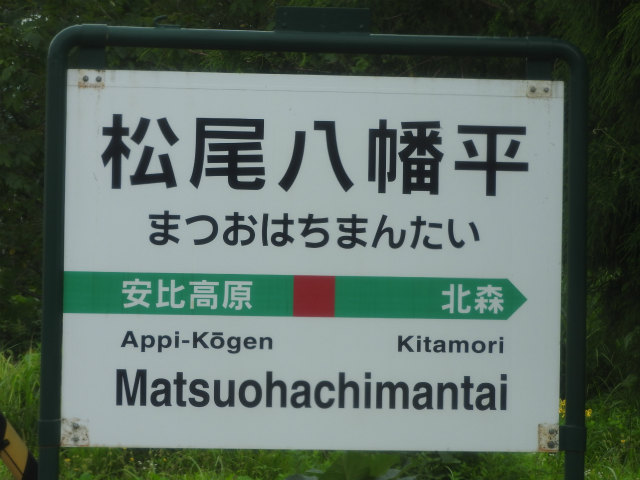 松尾八幡平
まつおはちまんたい
安比高原 北森
Appi-Kōgen Kitamori
Matsuohachimantai